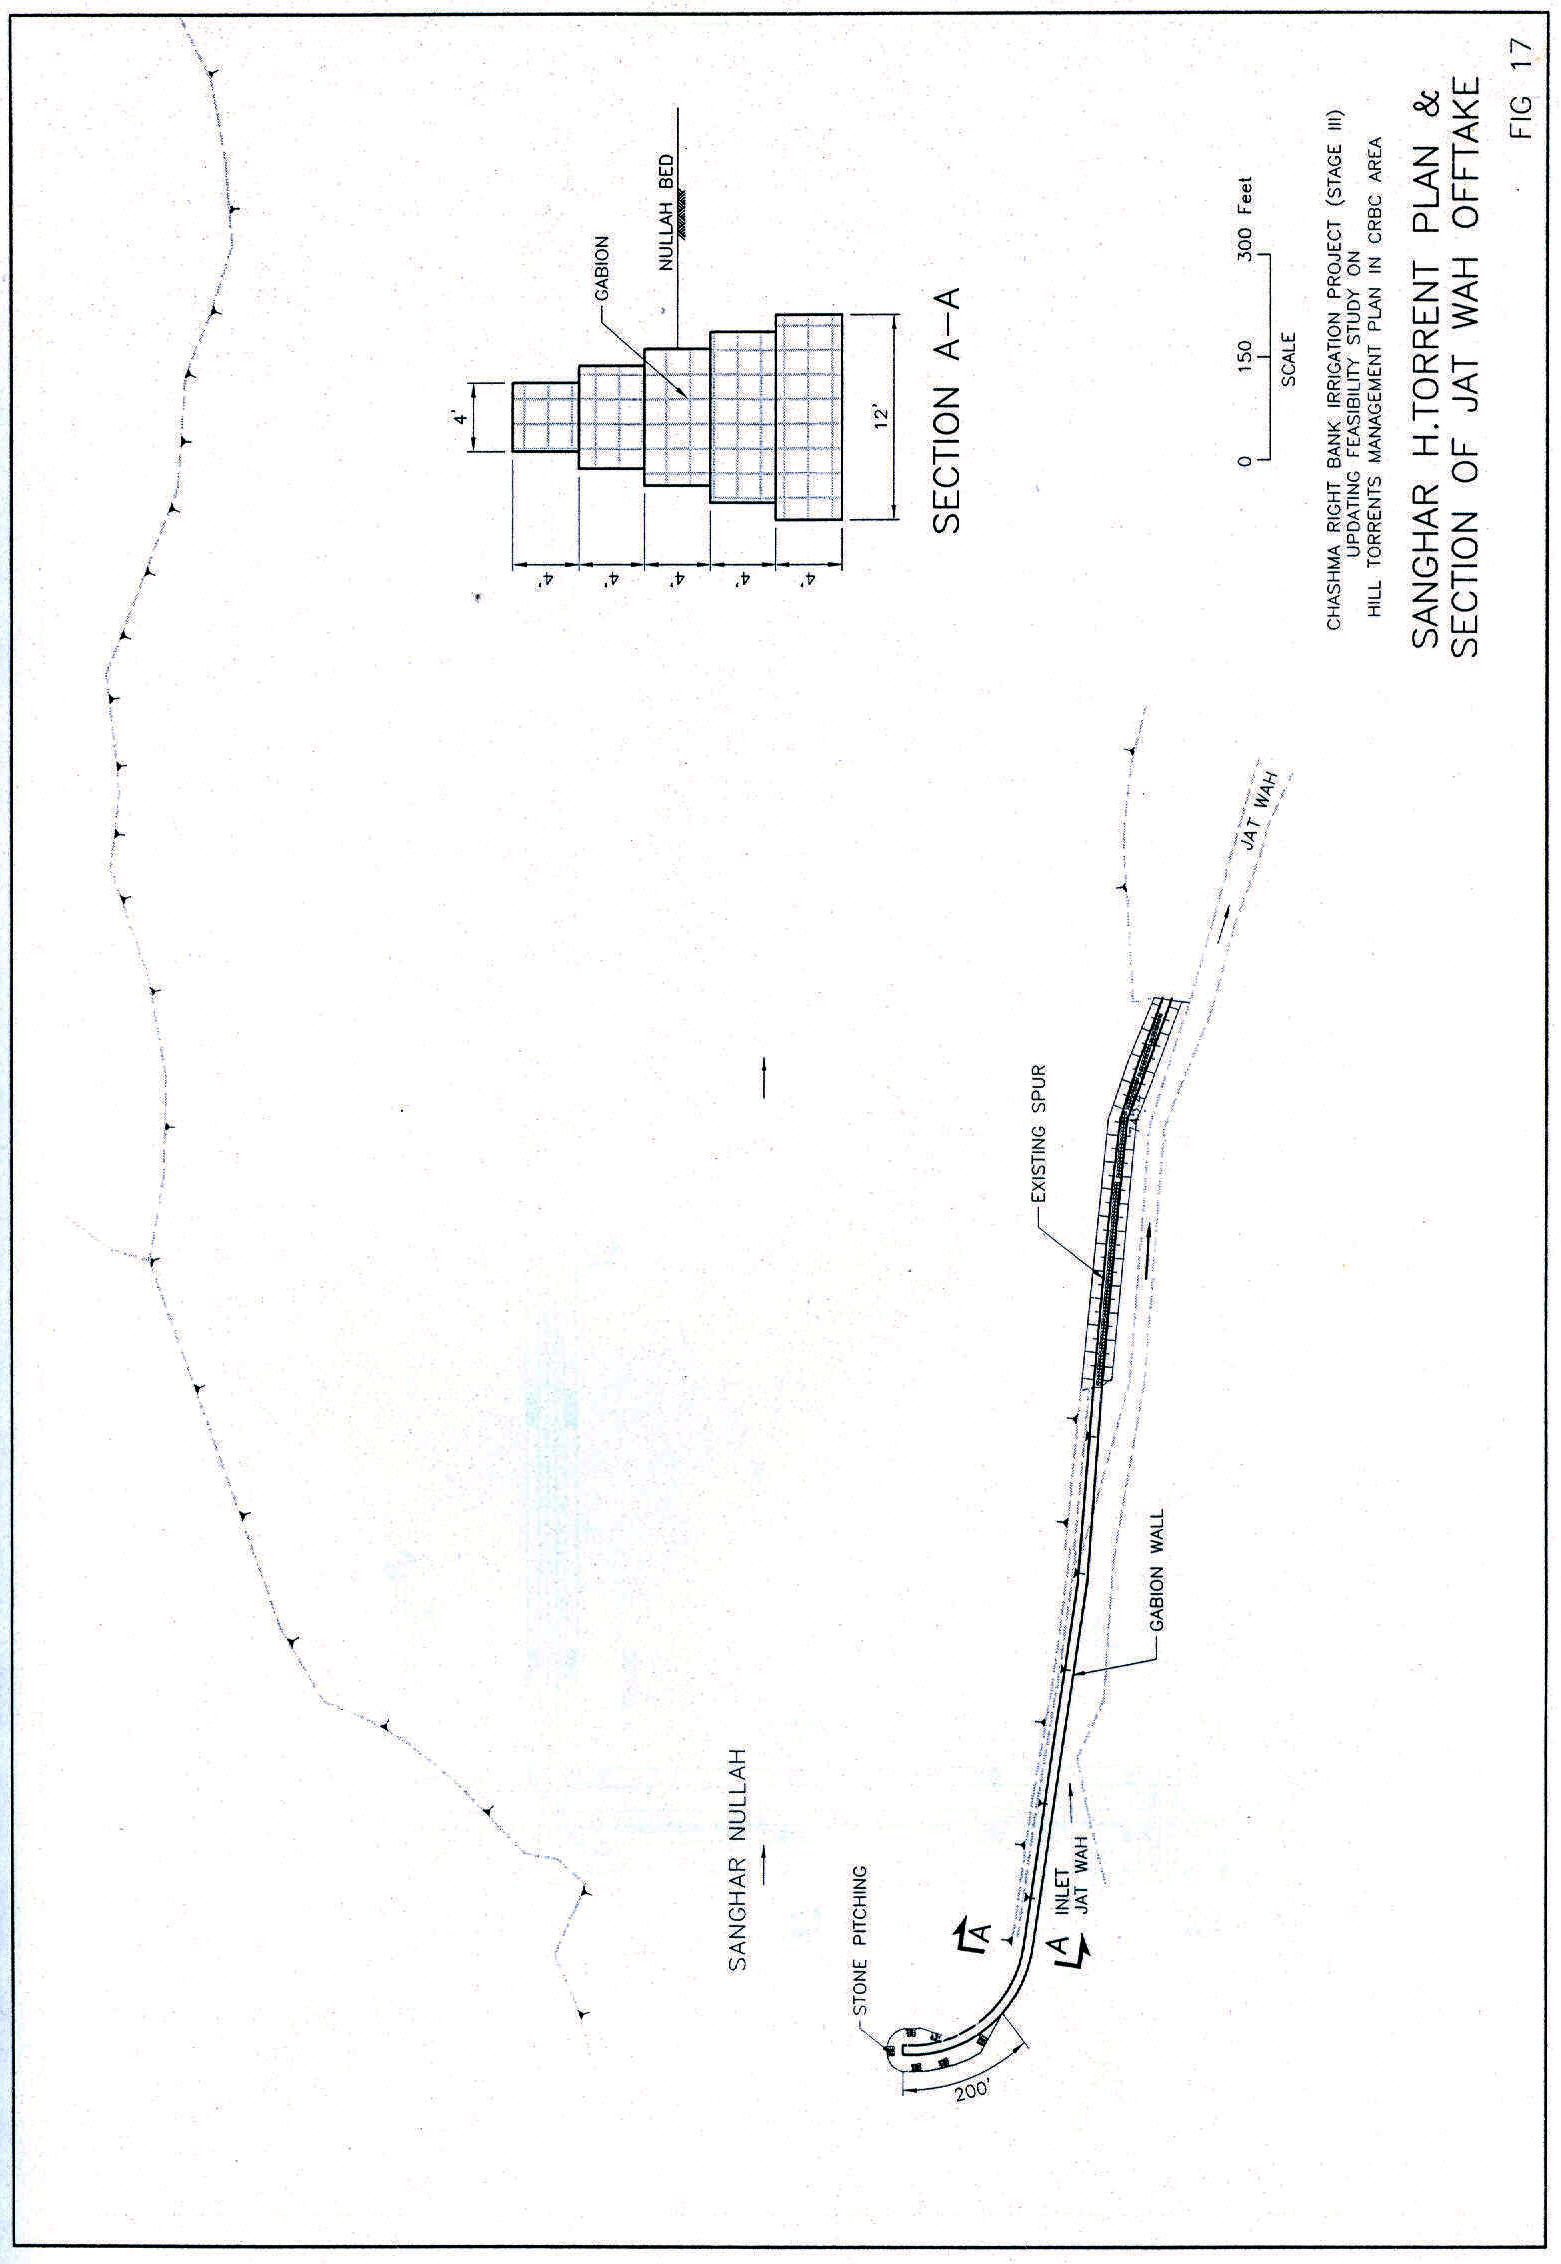 SANGHAR NULLAH
STONE PITCHING
200'
A
A
INLET
JAT WAH
GABION WALL
EXISTING SPUR
JAT WAH
4'
4'
4'
4'
4'
4'
12'
GABION
NULLAH BED
SECTION A-A
0 150 300 Feet
SCALE
CHASHMA RIGHT BANK IRRIGATION PROJECT (STAGE III)
UPDATING FEASIBILITY STUDY ON
HILL TORRENTS MANAGEMENT PLAN IN CRBC AREA
SANGHAR H.TORRENT PLAN &
SECTION OF JAT WAH OFFTAKE
FIG 17